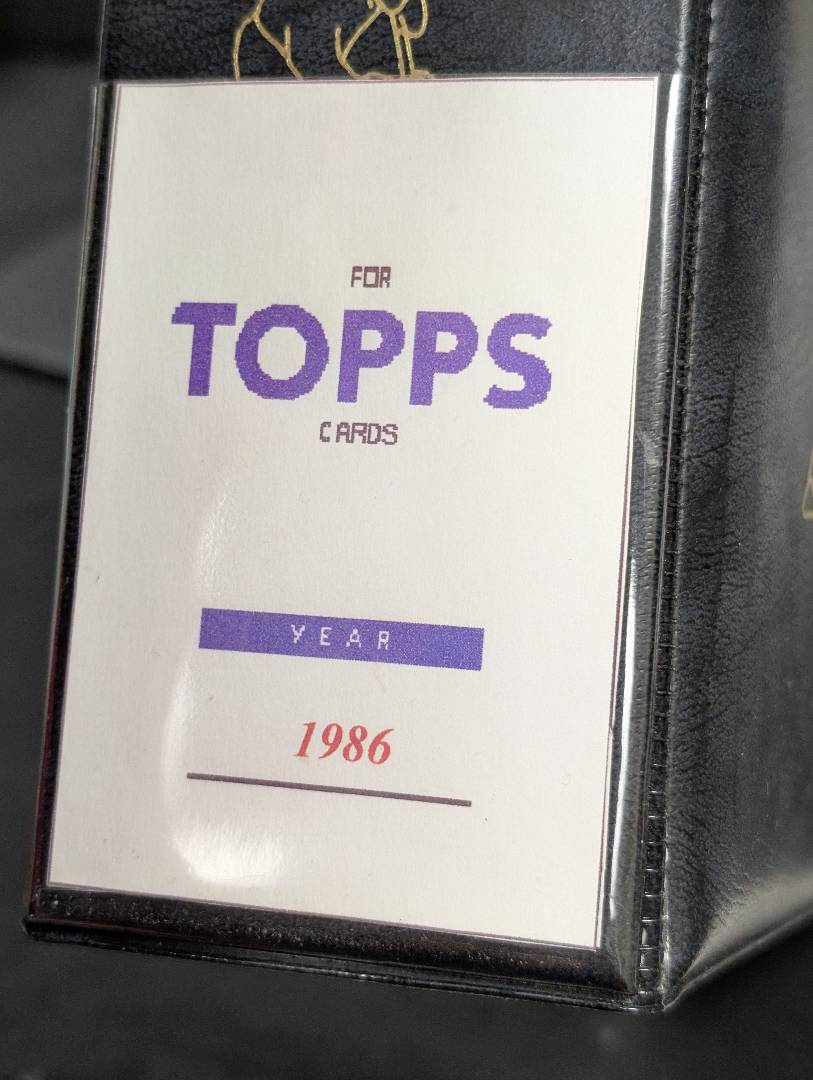 FOR
TOPPS
CARDS
YEAR
1986